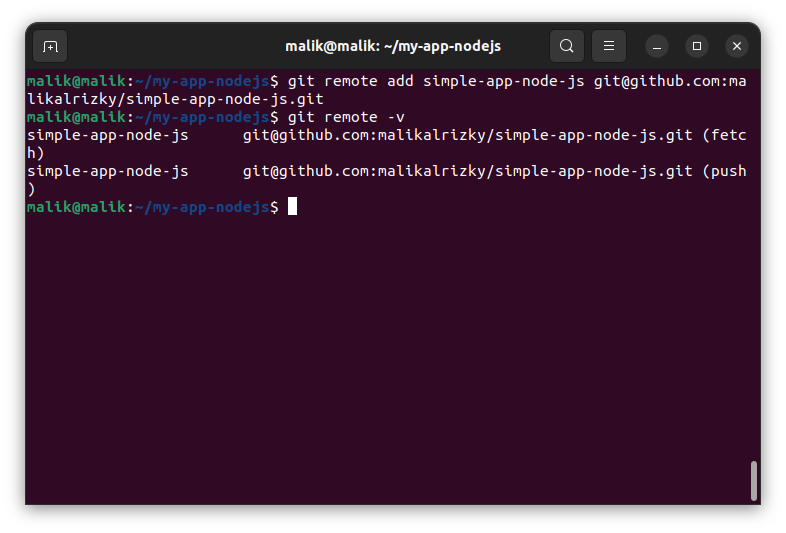 malik@malik: ~/my-app-nodejs
malik@malik:~/my-app-nodejs$ git remote add simple-app-node-js git@github.com:ma
likalrizky/simple-app-node-js.git
malik@malik:~/my-app-nodejs$ git remote -v
simple-app-node-js      git@github.com:malikalrizky/simple-app-node-js.git (fetc
h)
simple-app-node-js      git@github.com:malikalrizky/simple-app-node-js.git (push
)
malik@malik:~/my-app-nodejs$